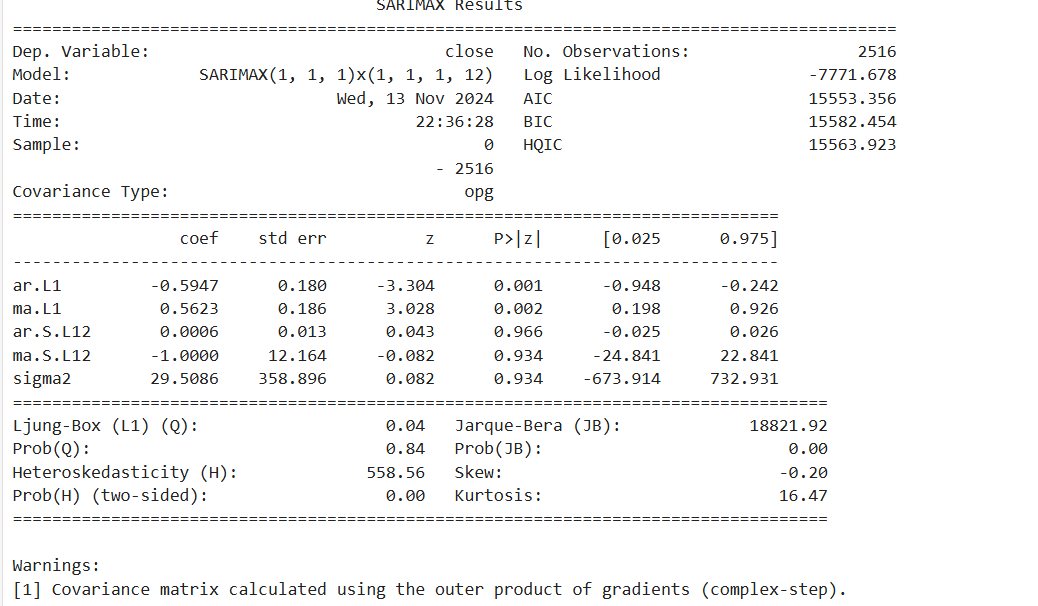 SARIMAX Results
==========================================================================================
Dep. Variable:                              close   No. Observations:                 2516
Model:             SARIMAX(1, 1, 1)x(1, 1, 1, 12)   Log Likelihood               -7771.678
Date:                            Wed, 13 Nov 2024   AIC                          15553.356
Time:                                    22:36:28   BIC                          15582.454
Sample:                                         0   HQIC                         15563.923
                                           - 2516
Covariance Type:                              opg
==============================================================================
                 coef    std err          z      P>|z|      [0.025      0.975]
------------------------------------------------------------------------------
ar.L1         -0.5947      0.180     -3.304      0.001      -0.948      -0.242
ma.L1          0.5623      0.186      3.028      0.002       0.198       0.926
ar.S.L12       0.0006      0.013      0.043      0.966      -0.025       0.026
ma.S.L12      -1.0000     12.164     -0.082      0.934     -24.841      22.841
sigma2        29.5086    358.896      0.082      0.934    -673.914     732.931
===================================================================================
Ljung-Box (L1) (Q):                   0.04   Jarque-Bera (JB):             18821.92
Prob(Q):                              0.84   Prob(JB):                         0.00
Heteroskedasticity (H):             558.56   Skew:                            -0.20
Prob(H) (two-sided):                  0.00   Kurtosis:                        16.47
===================================================================================
Warnings:
[1] Covariance matrix calculated using the outer product of gradients (complex-step).